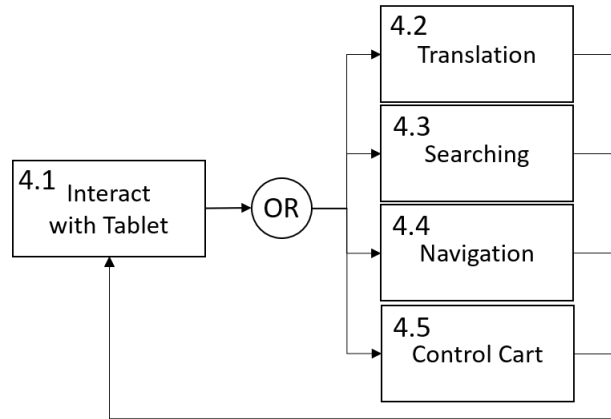 4.1
Interact
with Tablet
OR
4.2
Translation
4.3
Searching
4.4
Navigation
4.5
Control Cart